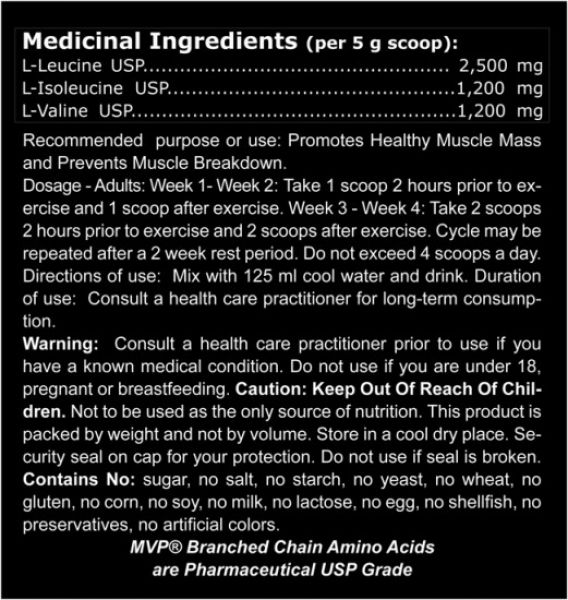 Medicinal Ingredients (per 5 g scoop):
L-Leucine USP................................................ 2,500 mg
L-Isoleucine USP.............................................1,200 mg
L-Valine USP...................................................1,200 mg
Recommended purpose or use: Promotes Healthy Muscle Mass
and Prevents Muscle Breakdown.
Dosage - Adults: Week 1- Week 2: Take 1 scoop 2 hours prior to ex-
ercise and 1 scoop after exercise. Week 3 - Week 4: Take 2 scoops
2 hours prior to exercise and 2 scoops after exercise. Cycle may be
repeated after a 2 week rest period. Do not exceed 4 scoops a day.
Directions of use: Mix with 125 ml cool water and drink. Duration
of use: Consult a health care practitioner for long-term consump-
tion.
Warning: Consult a health care practitioner prior to use if you
have a known medical condition. Do not use if you are under 18,
pregnant or breastfeeding. Caution: Keep Out Of Reach Of Chil-
dren. Not to be used as the only source of nutrition. This product is
packed by weight and not by volume. Store in a cool dry place. Se-
curity seal on cap for your protection. Do not use if seal is broken.
Contains No: sugar, no salt, no starch, no yeast, no wheat, no
gluten, no corn, no soy, no milk, no lactose, no egg, no shellfish, no
preservatives, no artificial colors.
MVP® Branched Chain Amino Acids
are Pharmaceutical USP Grade